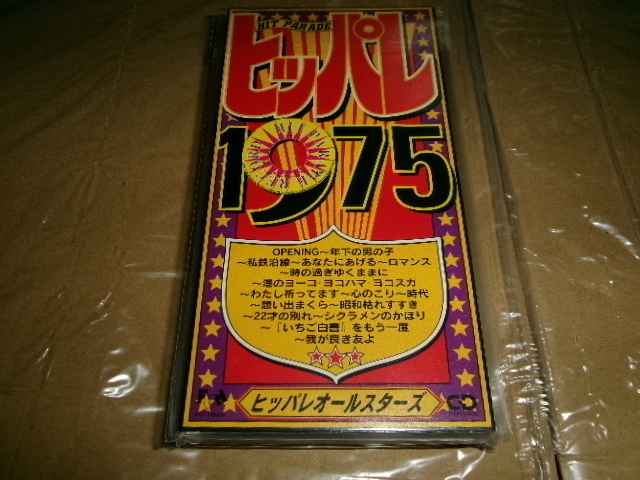 HIT PARADE
ヒッパレ
1975
OPENING〜年下の男の子
〜私鉄沿線〜あなたにあげる〜ロマンス
〜時の過ぎゆくままに
〜港のヨーコ・ヨコハマ・ヨコスカ
〜わたし祈ってます〜心のこり〜時代
〜想い出まくら〜昭和枯れすすき
〜22才の別れ〜シクラメンのかほり
〜『いちご白書』をもう一度
〜我が良き友よ
ヒッパレオールスターズ
CD